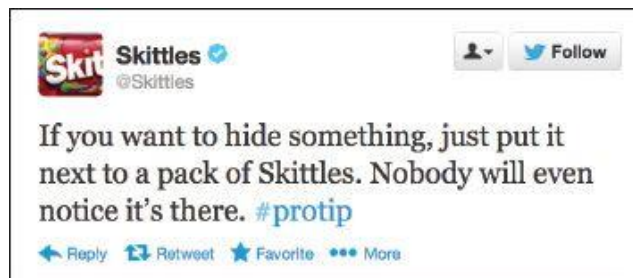 Skit
Skittles
@Skittles
Follow
If you want to hide something, just put it
next to a pack of Skittles. Nobody will even
notice it's there. #protip
Reply Retweet Favorite More